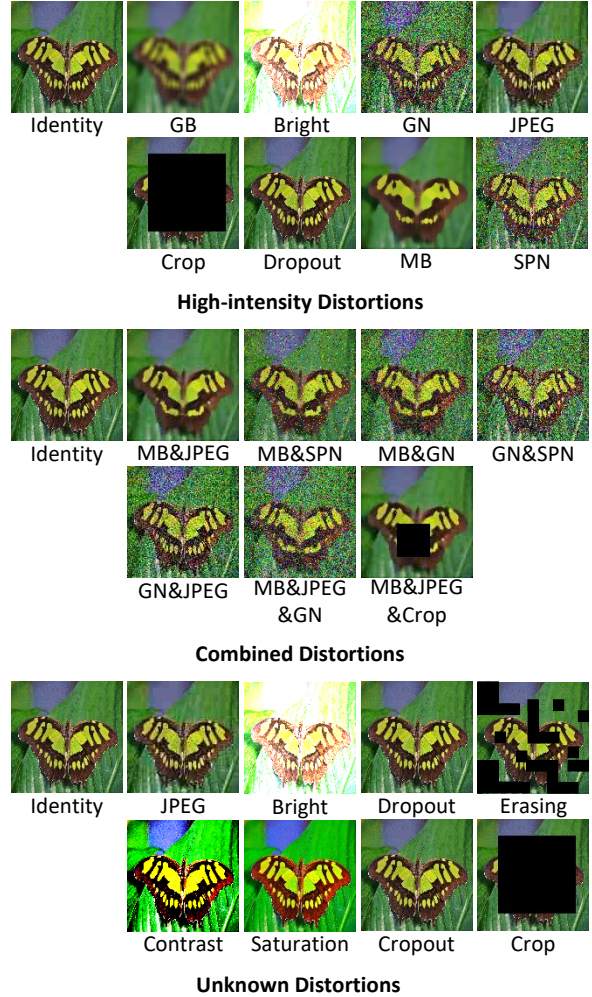 Identity GB Bright GN JPEG
Crop Dropout MB SPN
High-intensity Distortions
Identity MB&JPEG MB&SPN MB&GN GN&SPN
GN&JPEG MB&JPEG MB&JPEG
&GN &Crop
Combined Distortions
Identity JPEG Bright Dropout Erasing
Contrast Saturation Cropout Crop
Unknown Distortions